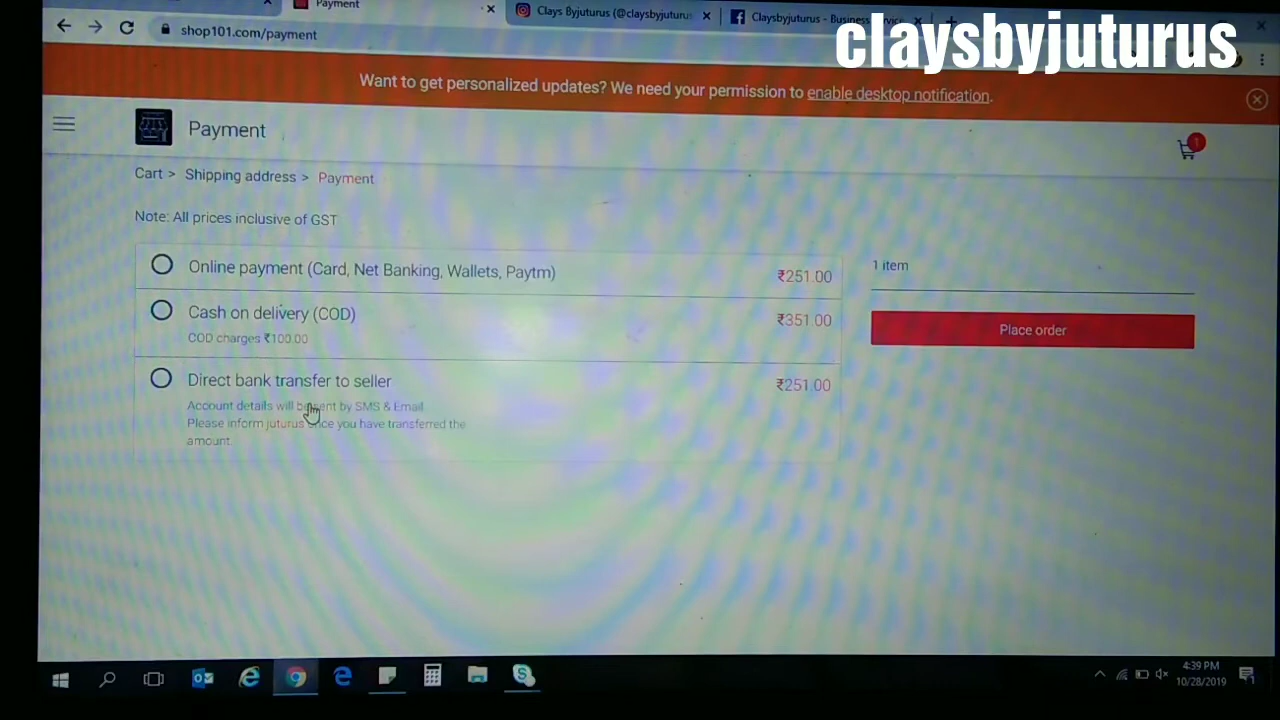 Payment
Clays Byjuturus (@claysbyjuturus
Claysbyjuturus - Business
claysbyjuturus
shop101.com/payment
Want to get personalized updates? We need your permission to enable desktop notification.
Payment
1
Cart > Shipping address > Payment
Note: All prices inclusive of GST
Online payment (Card, Net Banking, Wallets, Paytm) ₹251.00
1 item
Cash on delivery (COD) ₹351.00
COD charges ₹100.00
Place order
Direct bank transfer to seller ₹251.00
Account details will be sent by SMS & Email
Please inform juturus once you have transferred the
amount.
4:39 PM
10/28/2019